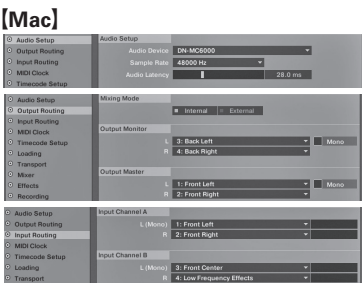 [Mac]
Audio Setup
Output Routing
Input Routing
MIDI Clock
Timecode Setup
Audio Setup
Audio Device DN-MC6000
Sample Rate 48000 Hz
Audio Latency 28.0 ms
Audio Setup
Output Routing
Input Routing
MIDI Clock
Timecode Setup
Loading
Transport
Mixer
Effects
Recording
Mixing Mode
Internal External
Output Monitor
L 3: Back Left Mono
R 4: Back Right
Output Master
L 1: Front Left Mono
R 2: Front Right
Audio Setup
Output Routing
Input Routing
MIDI Clock
Timecode Setup
Loading
Transport
Input Channel A
L (Mono) 1: Front Left
R 2: Front Right
Input Channel B
L (Mono) 3: Front Center
R 4: Low Frequency Effects